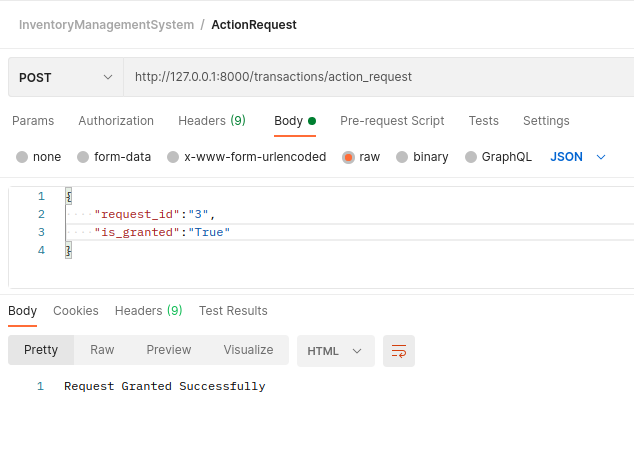 InventoryManagementSystem / ActionRequest
POST http://127.0.0.1:8000/transactions/action_request
Params Authorization Headers (9) Body Pre-request Script Tests Settings
none form-data x-www-form-urlencoded raw binary GraphQL JSON
1 {
2 ····"request_id":"3",
3 ····"is_granted":"True"
4 }
Body Cookies Headers (9) Test Results
Pretty Raw Preview Visualize HTML
1 Request Granted Successfully